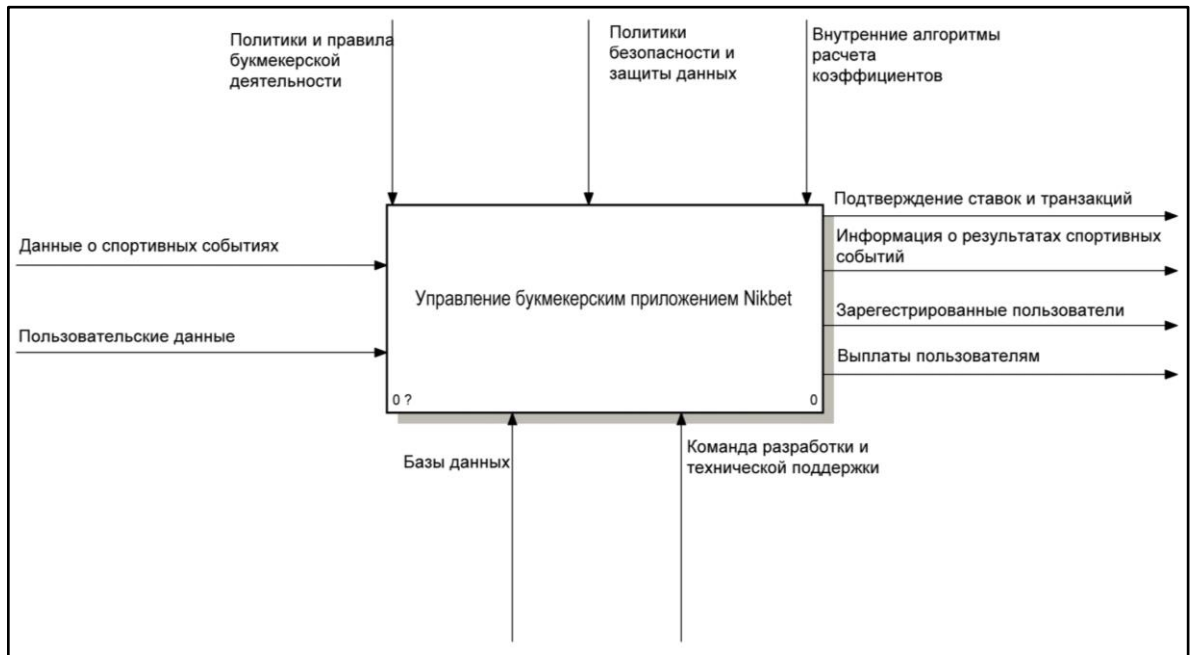 Политики и правила
букмекерской
деятельности
Политики
безопасности и
защиты данных
Внутренние алгоритмы
расчета
коэффициентов
Данные о спортивных событиях
Пользовательские данные
Управление букмекерским приложением Nikbet
0 ?
0
Подтверждение ставок и транзакций
Информация о результатах спортивных
событий
Зарегестрированные пользователи
Выплаты пользователям
Базы данных
Команда разработки и
технической поддержки